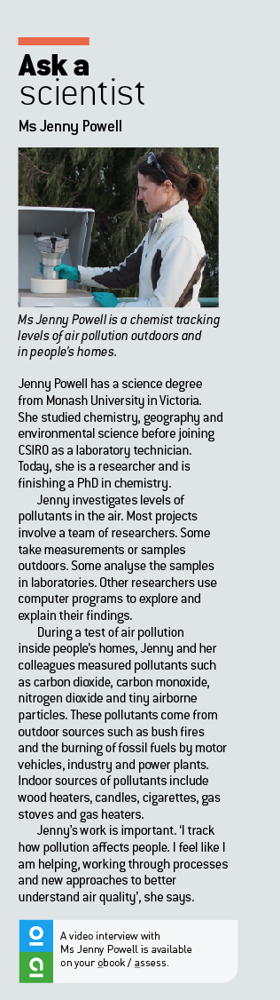 Ask a
scientist
Ms Jenny Powell
Ms Jenny Powell is a chemist tracking
levels of air pollution outdoors and
in people's homes.
Jenny Powell has a science degree
from Monash University in Victoria.
She studied chemistry, geography and
environmental science before joining
CSIRO as a laboratory technician.
Today, she is a researcher and is
finishing a PhD in chemistry.
Jenny investigates levels of
pollutants in the air. Most projects
involve a team of researchers. Some
take measurements or samples
outdoors. Some analyse the samples
in laboratories. Other researchers use
computer programs to explore and
explain their findings.
During a test of air pollution
inside people's homes, Jenny and her
colleagues measured pollutants such
as carbon dioxide, carbon monoxide,
nitrogen dioxide and tiny airborne
particles. These pollutants come from
outdoor sources such as bush fires
and the burning of fossil fuels by motor
vehicles, industry and power plants.
Indoor sources of pollutants include
wood heaters, candles, cigarettes, gas
stoves and gas heaters.
Jenny's work is important. 'I track
how pollution affects people. I feel like I
am helping, working through processes
and new approaches to better
understand air quality', she says.
o
a
A video interview with
Ms Jenny Powell is available
on your obook / assess.